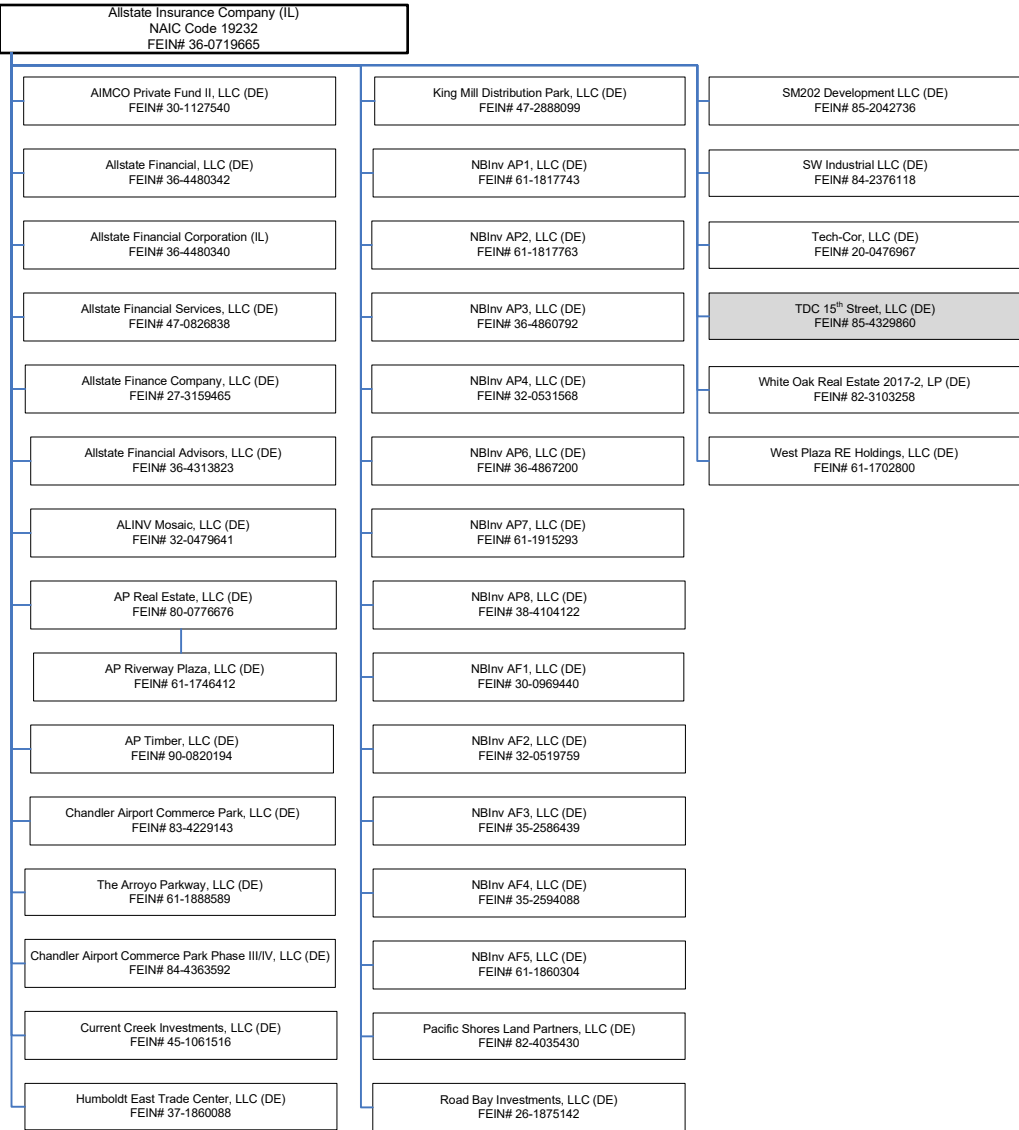 Allstate Insurance Company (IL)
NAIC Code 19232
FEIN# 36-0719665
AIMCO Private Fund II, LLC (DE)
FEIN# 30-1127540
Allstate Financial, LLC (DE)
FEIN# 36-4480342
Allstate Financial Corporation (IL)
FEIN# 36-4480340
Allstate Financial Services, LLC (DE)
FEIN# 47-0826838
Allstate Finance Company, LLC (DE)
FEIN# 27-3159465
Allstate Financial Advisors, LLC (DE)
FEIN# 36-4313823
ALINV Mosaic, LLC (DE)
FEIN# 32-0479641
AP Real Estate, LLC (DE)
FEIN# 80-0776676
AP Riverway Plaza, LLC (DE)
FEIN# 61-1746412
AP Timber, LLC (DE)
FEIN# 90-0820194
Chandler Airport Commerce Park, LLC (DE)
FEIN# 83-4229143
The Arroyo Parkway, LLC (DE)
FEIN# 61-1888589
Chandler Airport Commerce Park Phase III/IV, LLC (DE)
FEIN# 84-4363592
Current Creek Investments, LLC (DE)
FEIN# 45-1061516
Humboldt East Trade Center, LLC (DE)
FEIN# 37-1860088
King Mill Distribution Park, LLC (DE)
FEIN# 47-2888099
NBInv AP1, LLC (DE)
FEIN# 61-1817743
NBInv AP2, LLC (DE)
FEIN# 61-1817763
NBInv AP3, LLC (DE)
FEIN# 36-4860792
NBInv AP4, LLC (DE)
FEIN# 32-0531568
NBInv AP6, LLC (DE)
FEIN# 36-4867200
NBInv AP7, LLC (DE)
FEIN# 61-1915293
NBInv AP8, LLC (DE)
FEIN# 38-4104122
NBInv AF1, LLC (DE)
FEIN# 30-0969440
NBInv AF2, LLC (DE)
FEIN# 32-0519759
NBInv AF3, LLC (DE)
FEIN# 35-2586439
NBInv AF4, LLC (DE)
FEIN# 35-2594088
NBInv AF5, LLC (DE)
FEIN# 61-1860304
Pacific Shores Land Partners, LLC (DE)
FEIN# 82-4035430
Road Bay Investments, LLC (DE)
FEIN# 26-1875142
SM202 Development LLC (DE)
FEIN# 85-2042736
SW Industrial LLC (DE)
FEIN# 84-2376118
Tech-Cor, LLC (DE)
FEIN# 20-0476967
TDC 15th Street, LLC (DE)
FEIN# 85-4329860
White Oak Real Estate 2017-2, LP (DE)
FEIN# 82-3103258
West Plaza RE Holdings, LLC (DE)
FEIN# 61-1702800